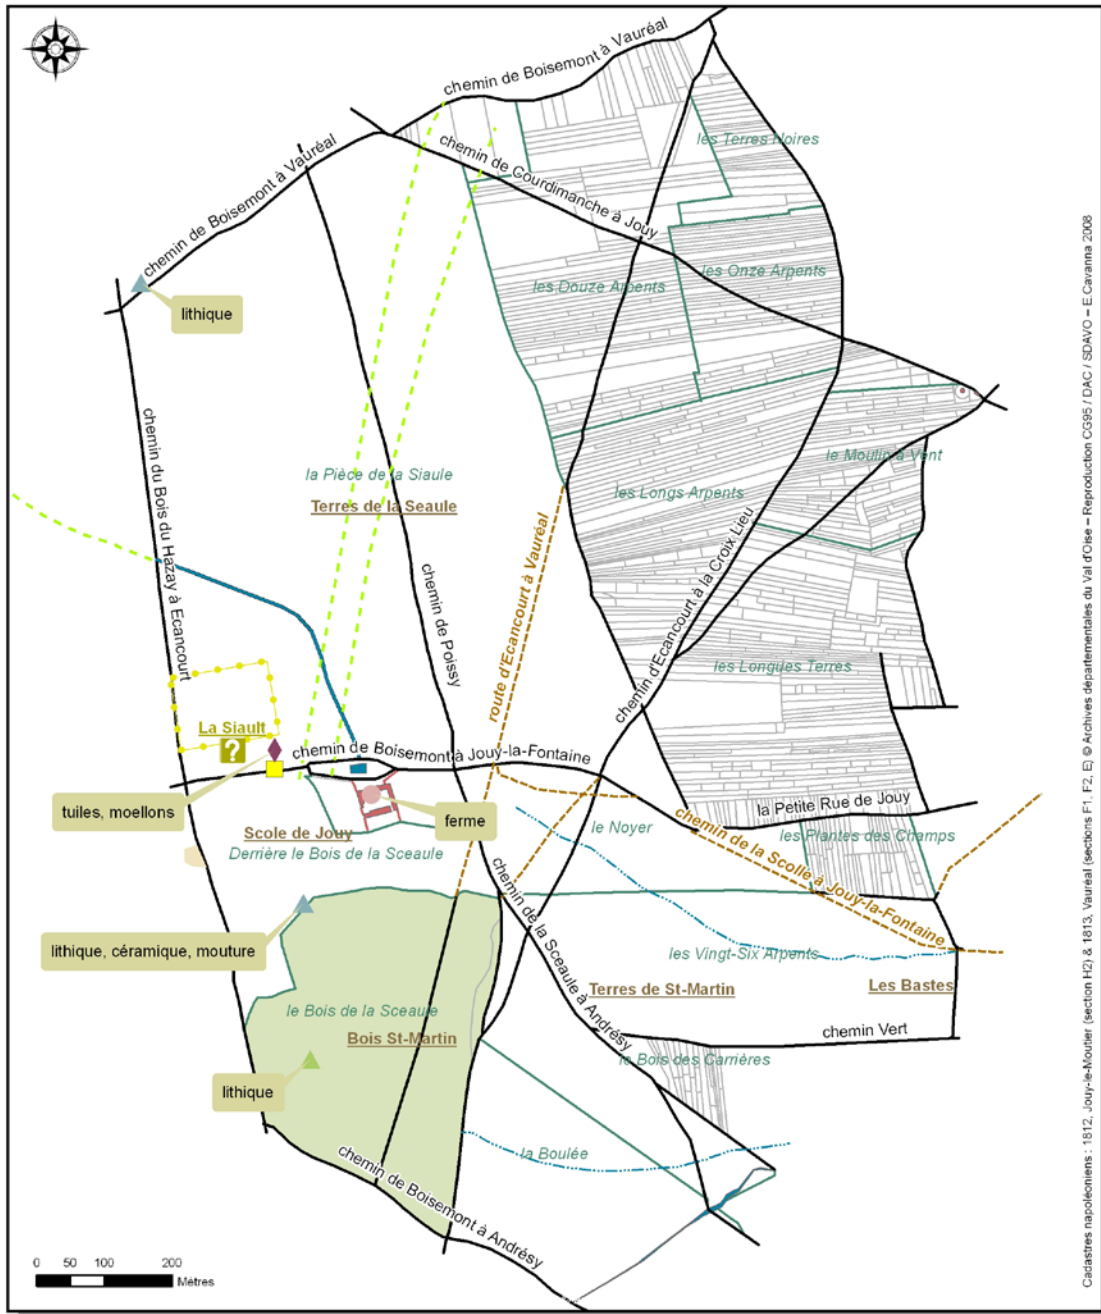 chemin de Boisemont à Vauréal
les Terres Noires
chemin de Courdimanche à Jouy
chemin de Boisemont à Vauréal
les Onze Arpents
les Douze Arpents
lithique
chemin du Bois du Hazay à Ecancourt
la Pièce de la Siaule
Terres de la Seaule
le Moulin à Vent
les Longs Arpents
route d'Ecancourt à Vauréal
chemin d'Ecancourt à la Croix Lieu
chemin de Poissy
les Longues Terres
La Siault
?
chemin de Boisemont à Jouy-la-Fontaine
tuiles, moellons
ferme
la Petite Rue de Jouy
le Noyer
les Plantes des Champs
Scole de Jouy
Derrière le Bois de la Sceaule
chemin de la Scolle à Jouy-la-Fontaine
chemin de la Sceaule à Andrésy
lithique, céramique, mouture
les Vingt-Six Arpents
Terres de St-Martin
Les Bastes
le Bois de la Sceaule
Bois St-Martin
chemin Vert
le Bois des Carrières
lithique
la Boulée
chemin de Boisemont à Andrésy
0 50 100 200
Mètres
Cadastres napoléoniens : 1812, Jouy-le-Moutier (section H2) & 1813, Vauréal (sections F1, F2, E) © Archives départementales du Val d'Oise – Reproduction CG95 / DAC / SDAVO – E.Cavanna 2008